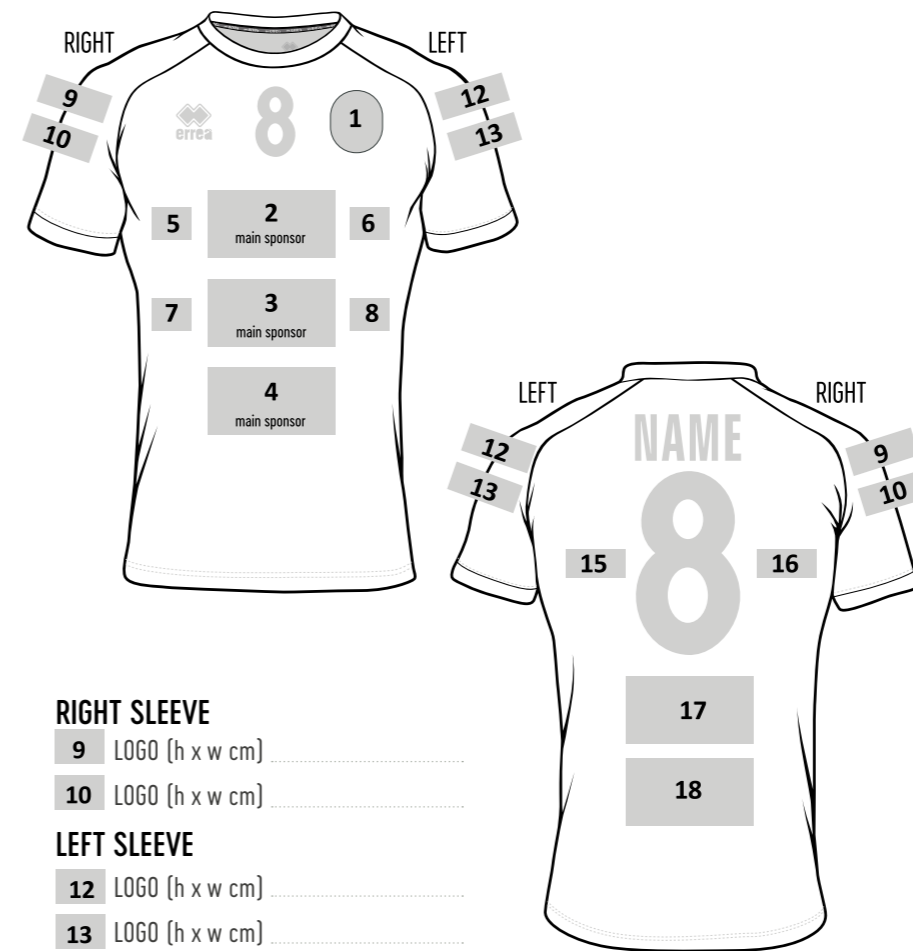 RIGHT LEFT
9 12
10 13
errea 8 1
5 2 6
main sponsor
7 3 8
main sponsor
4
main sponsor
LEFT RIGHT
NAME
12 9
13 10
8
15 16
17
18
RIGHT SLEEVE
9 LOGO (h x w cm)
10 LOGO (h x w cm)
LEFT SLEEVE
12 LOGO (h x w cm)
13 LOGO (h x w cm)